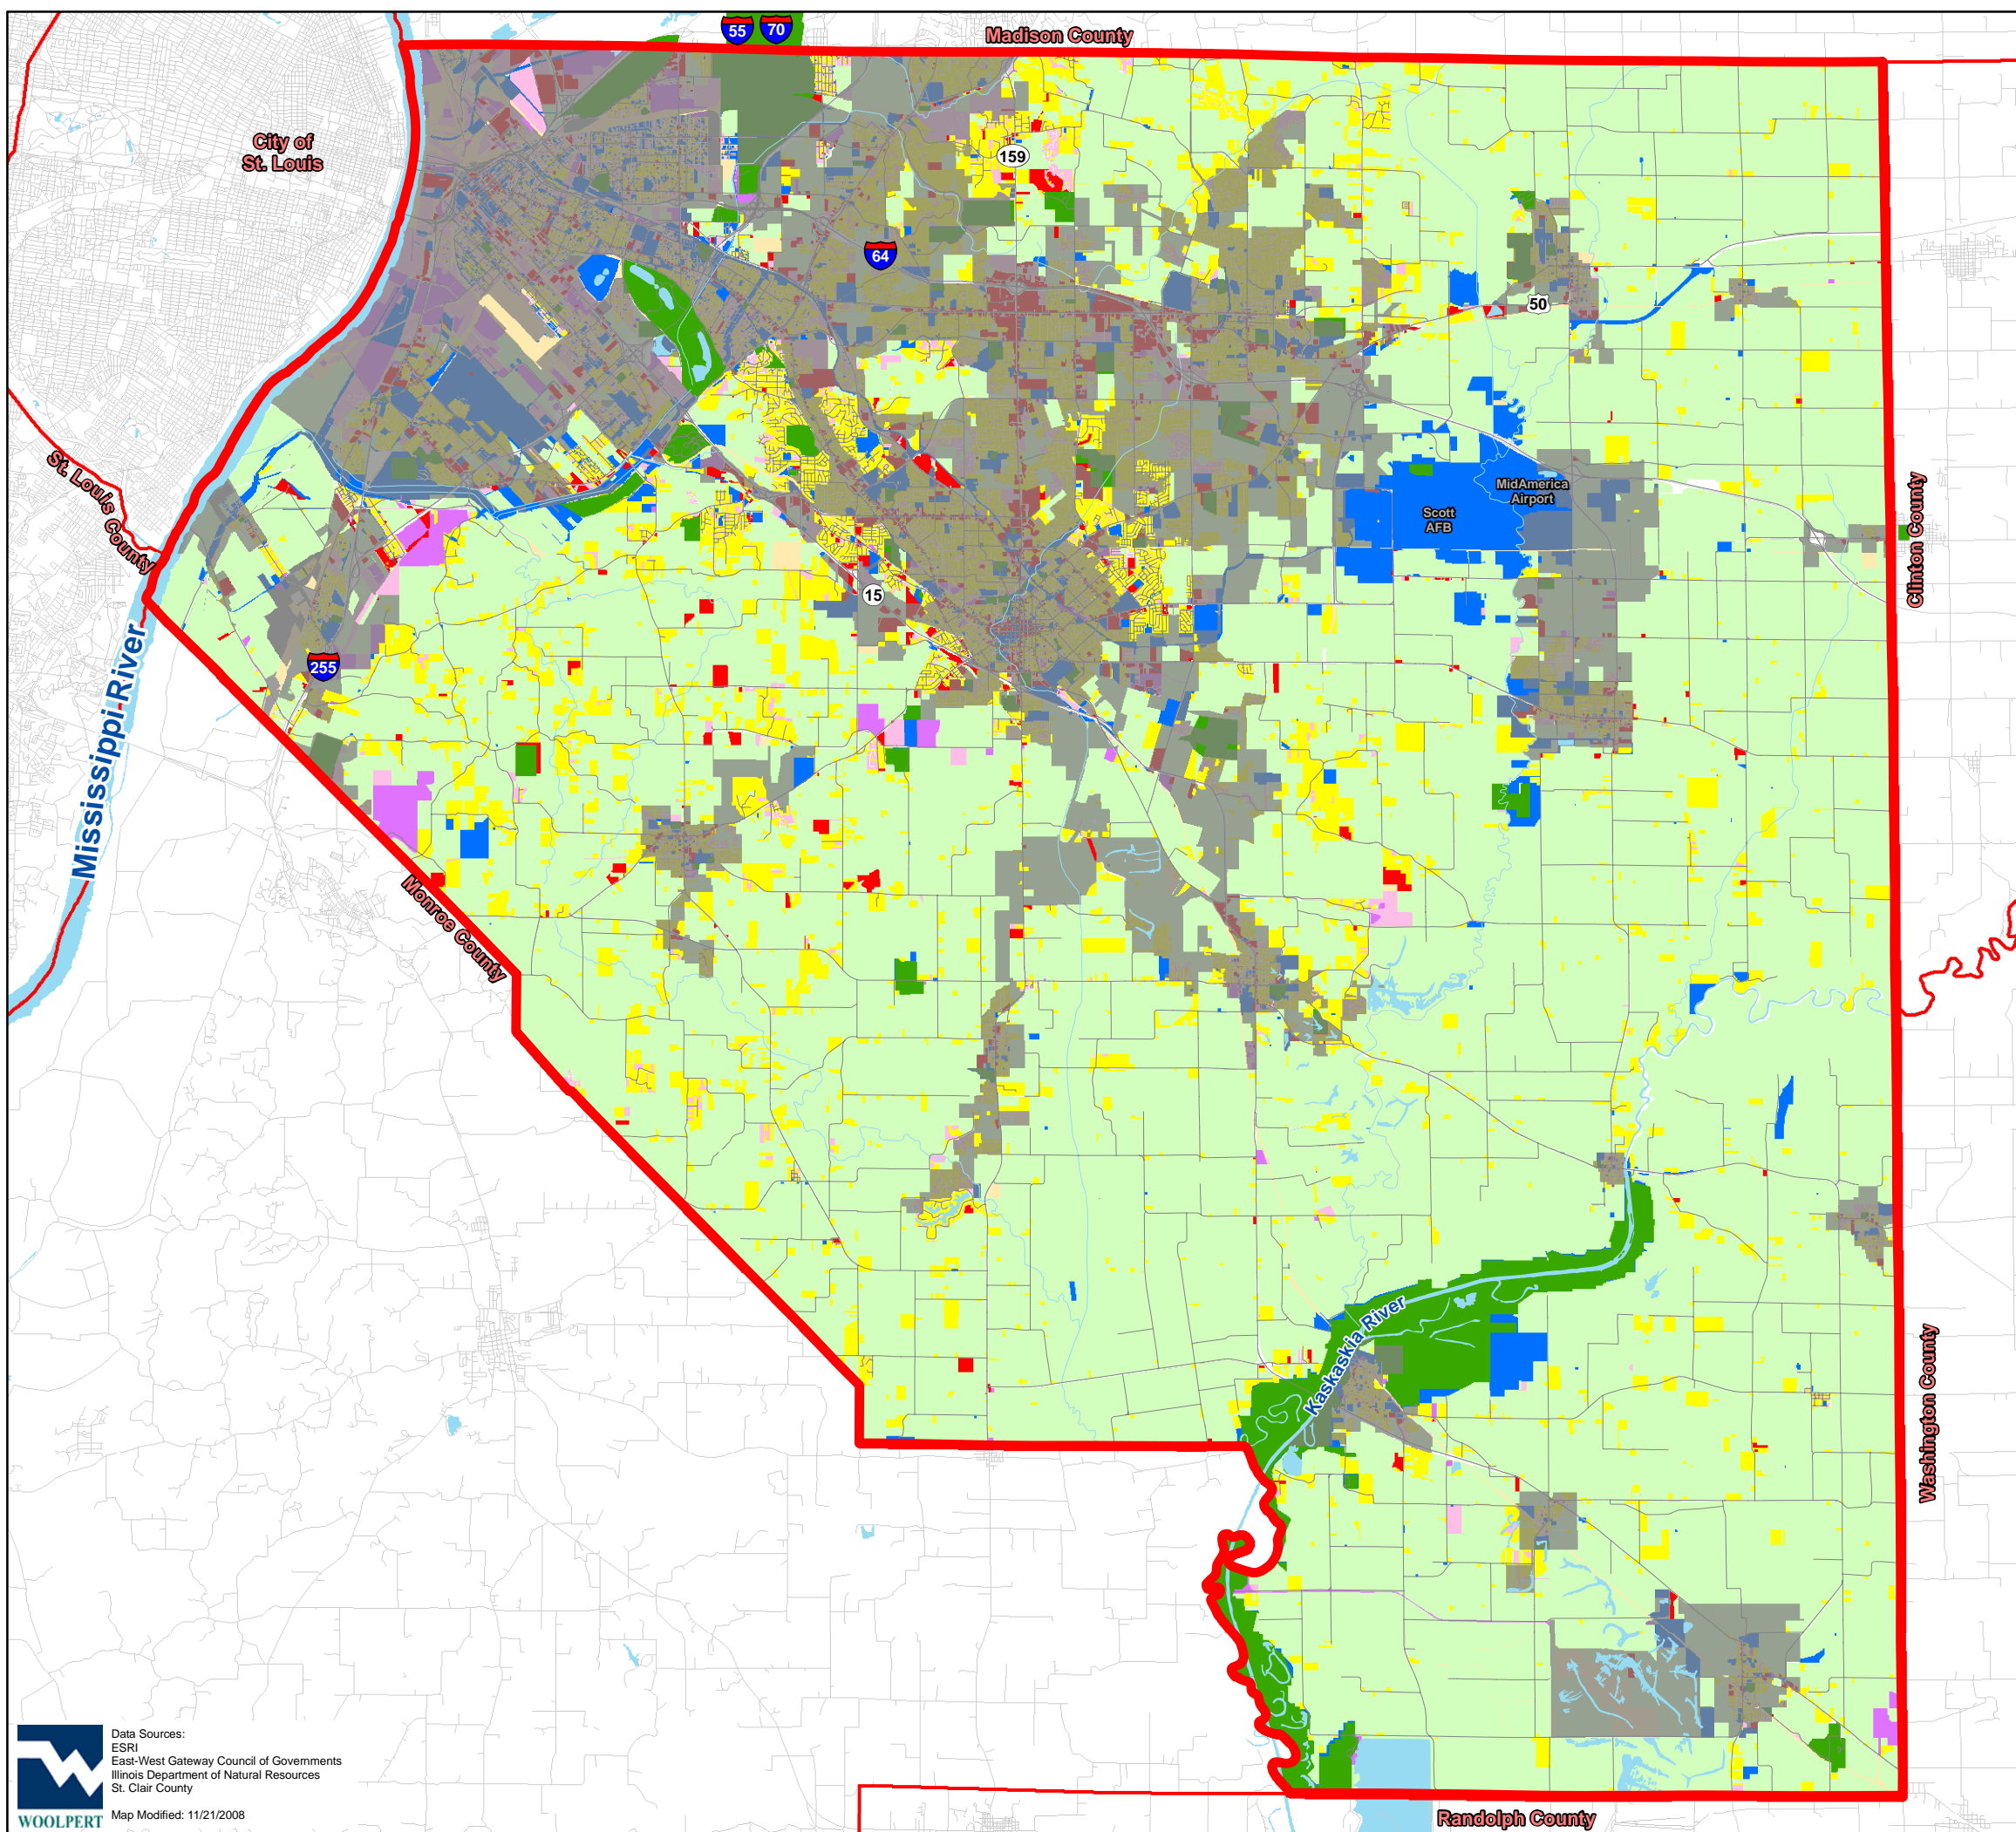 55
70
Madison County
City of
St. Louis
159
64
50
MidAmerica
Airport
Scott
AFB
St. Louis County
Clinton County
15
255
Mississippi River
Monroe County
Kaskaskia River
Washington County
Data Sources:
ESRI
East-West Gateway Council of Governments
Illinois Department of Natural Resources
St. Clair County
Map Modified: 11/21/2008
WOOLPERT
Randolph County